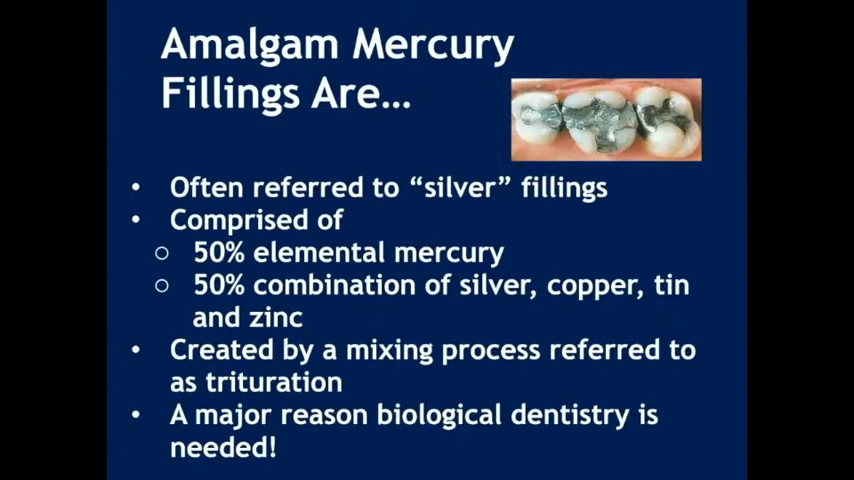 Amalgam Mercury
Fillings Are...
• Often referred to “silver” fillings
• Comprised of
○ 50% elemental mercury
○ 50% combination of silver, copper, tin
and zinc
• Created by a mixing process referred to
as trituration
• A major reason biological dentistry is
needed!